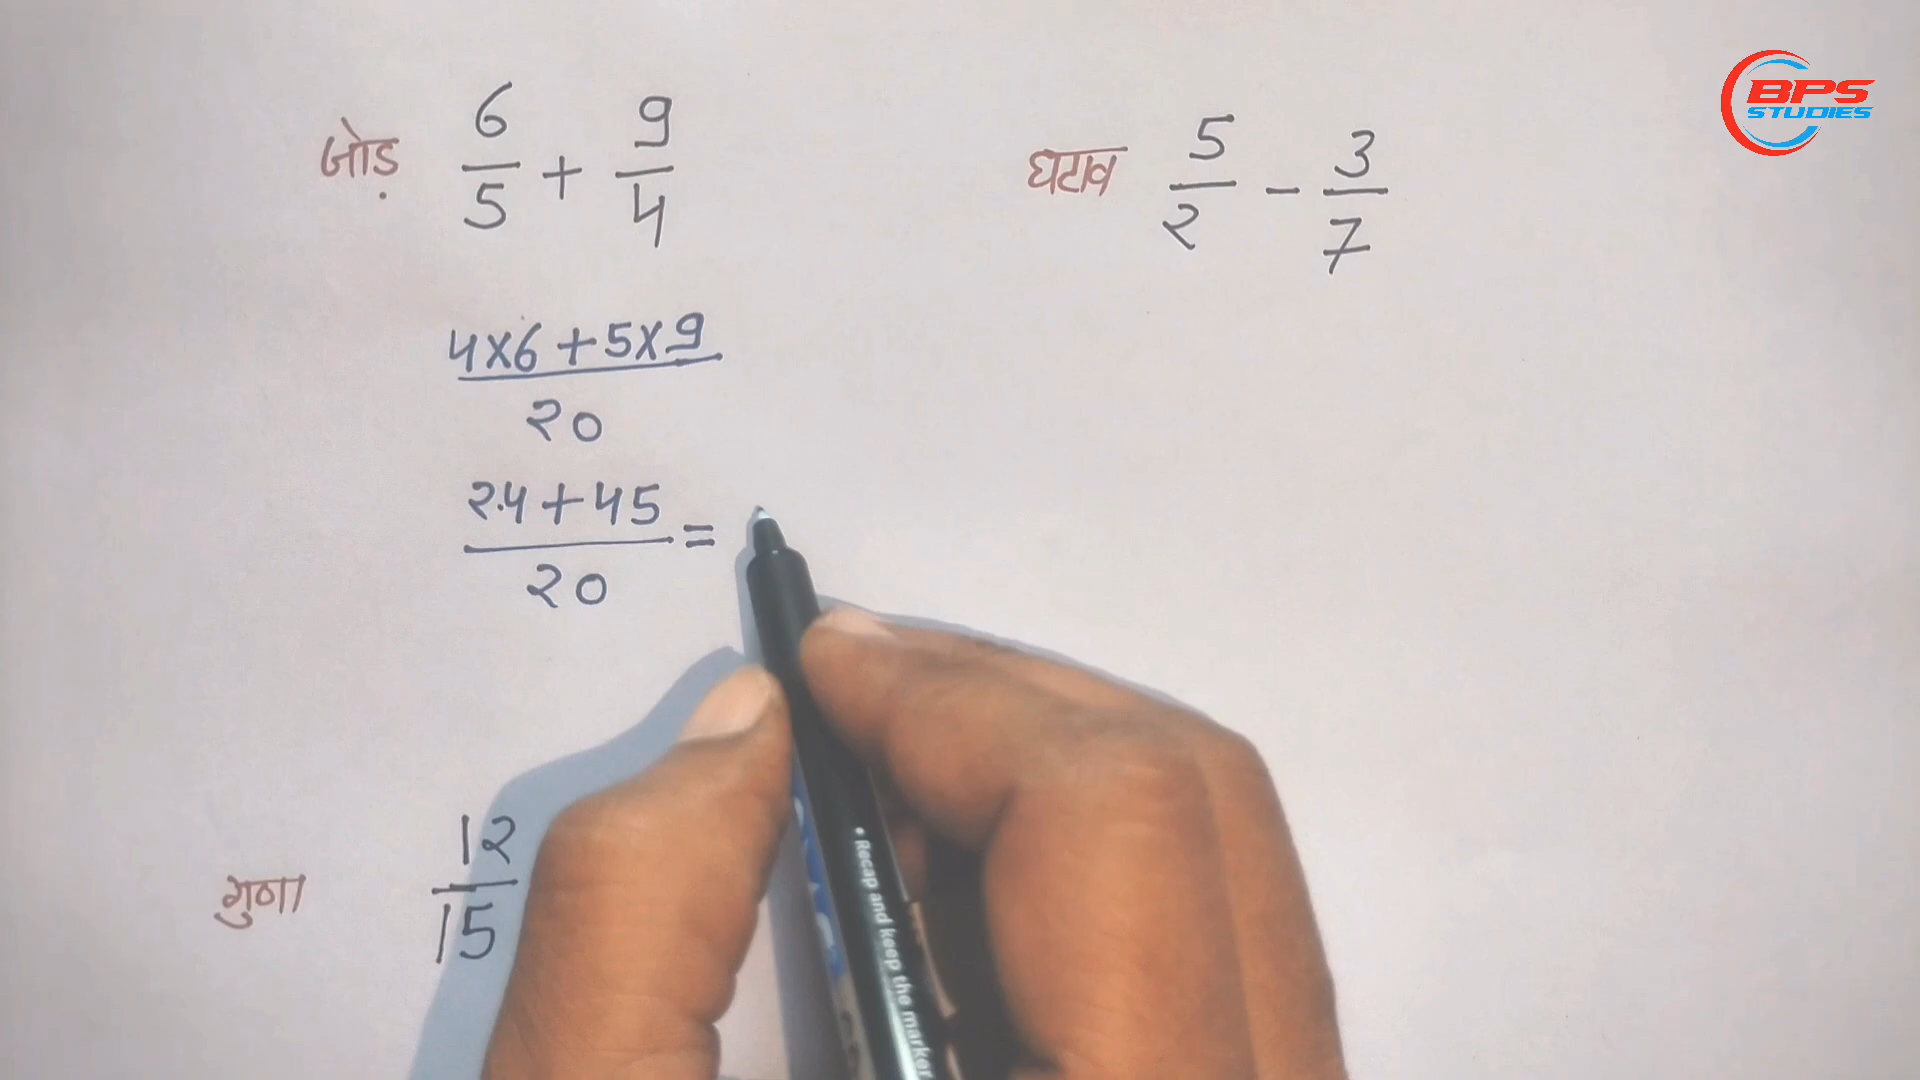 BPS
STUDIES
जोड़ 6/5 + 9/4
घटाव 5/2 - 3/7
4x6 + 5x9
20
24 + 45 =
20
गुणा 12/15
• Recap and keep the marker